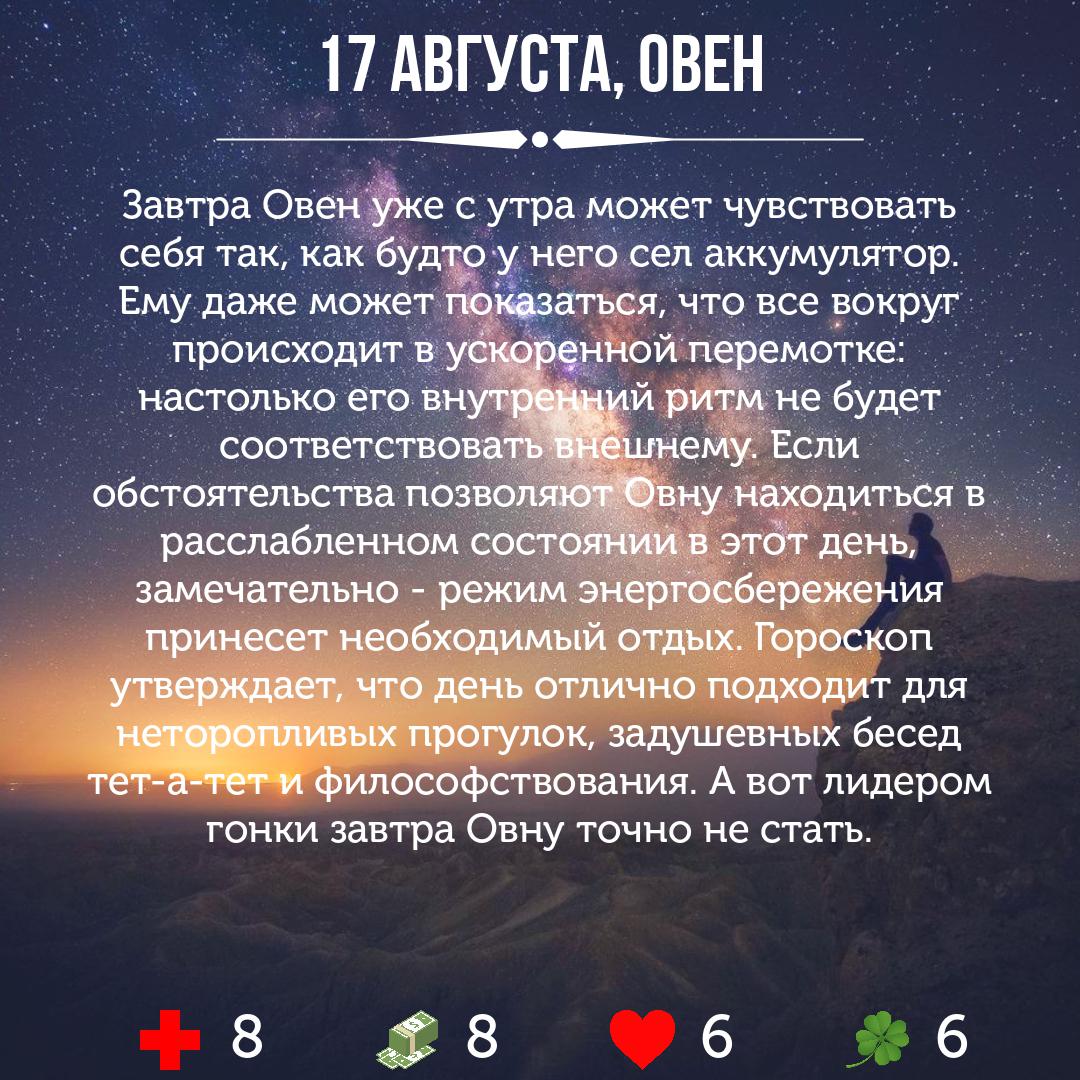 17 АВГУСТА, ОВЕН
Завтра Овен уже с утра может чувствовать
себя так, как будто у него сел аккумулятор.
Ему даже может показаться, что все вокруг
происходит в ускоренной перемотке:
настолько его внутренний ритм не будет
соответствовать внешнему. Если
обстоятельства позволяют Овну находиться в
расслабленном состоянии в этот день,
замечательно - режим энергосбережения
принесет необходимый отдых. Гороскоп
утверждает, что день отлично подходит для
неторопливых прогулок, задушевных бесед
тет-а-тет и философствования. А вот лидером
гонки завтра Овну точно не стать.
8 8 6 6